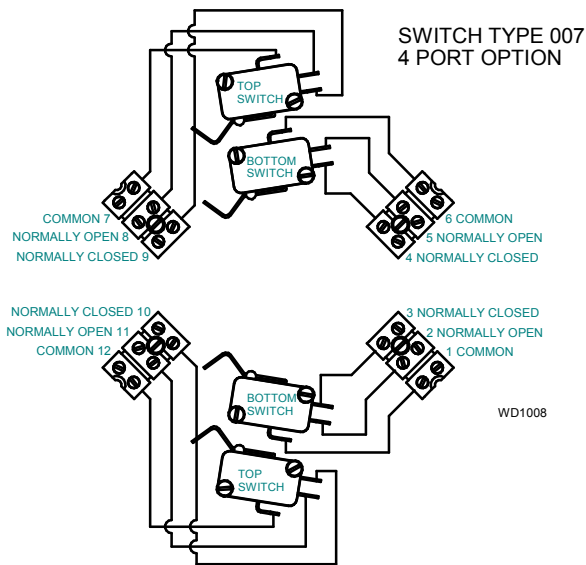 SWITCH TYPE 007
4 PORT OPTION
TOP
SWITCH
BOTTOM
SWITCH
COMMON 7
NORMALLY OPEN 8
NORMALLY CLOSED 9
6 COMMON
5 NORMALLY OPEN
4 NORMALLY CLOSED
NORMALLY CLOSED 10
NORMALLY OPEN 11
COMMON 12
3 NORMALLY CLOSED
2 NORMALLY OPEN
1 COMMON
BOTTOM
SWITCH
TOP
SWITCH
WD1008